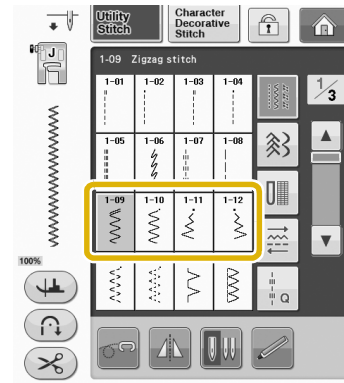 Utility
Stitch
Character
Decorative
Stitch
J
1-09 Zigzag stitch
1-01 1-02 1-03 1-04
1/3
1-05 1-06 1-07 1-08
1-09 1-10 1-11 1-12
100%
Q